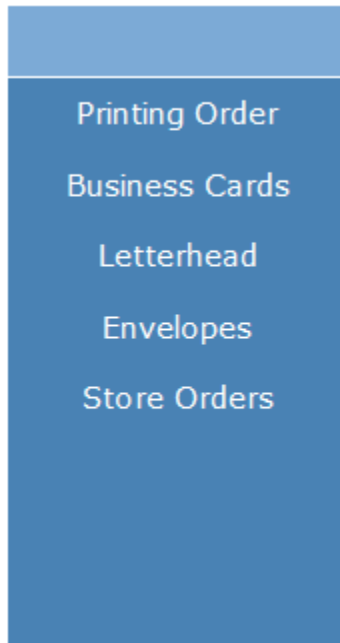 Printing Order
Business Cards
Letterhead
Envelopes
Store Orders